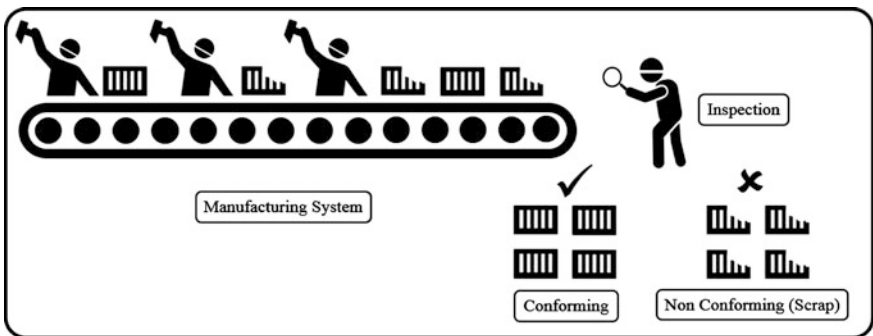 Inspection
Manufacturing System
Conforming
Non Conforming (Scrap)